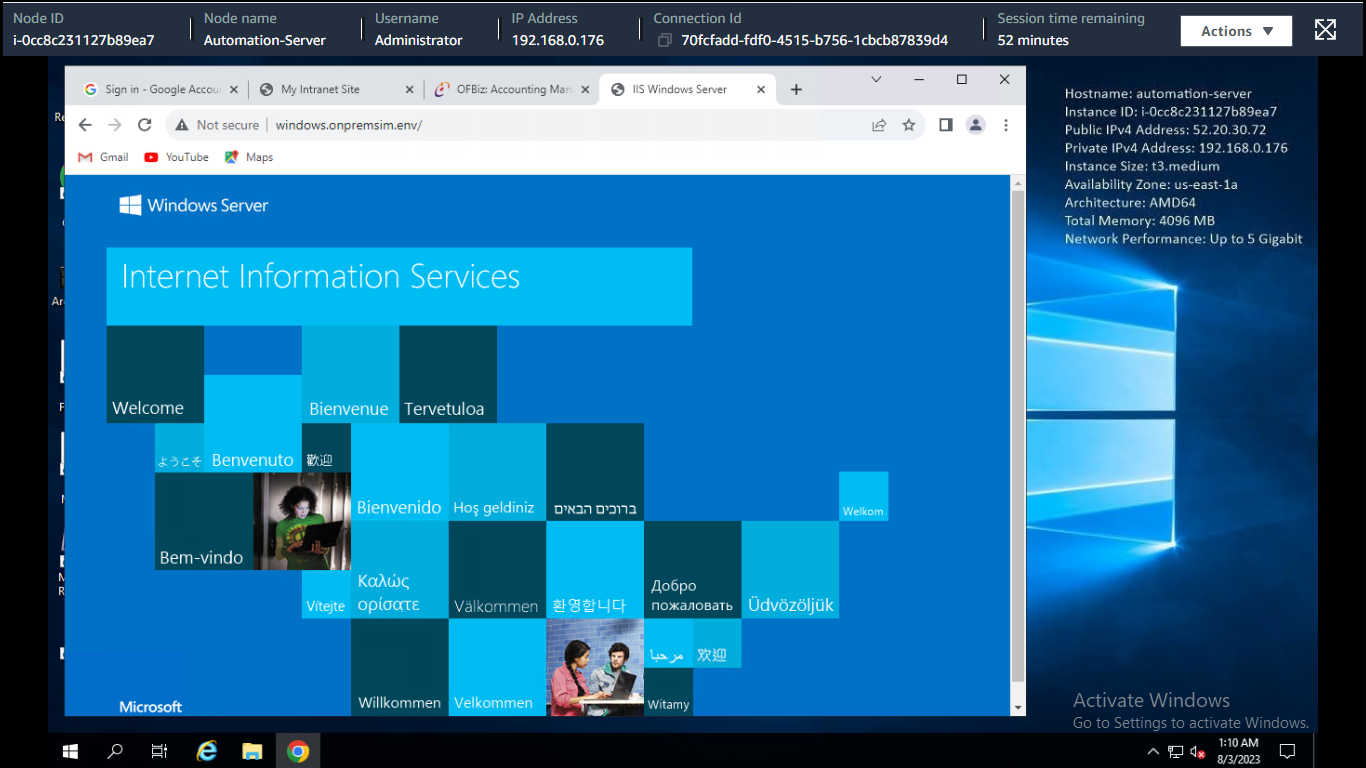 Node ID
i-0cc8c231127b89ea7
Node name
Automation-Server
Username
Administrator
IP Address
192.168.0.176
Connection Id
70fcfadd-fdf0-4515-b756-1cbcb87839d4
Session time remaining
52 minutes
Actions
Sign in - Google Accou
My Intranet Site
OFBiz: Accounting Man
IIS Windows Server
Not secure
windows.onpremsim.env/
Gmail
YouTube
Maps
Hostname: automation-server
Instance ID: i-0cc8c231127b89ea7
Public IPv4 Address: 52.20.30.72
Private IPv4 Address: 192.168.0.176
Instance Size: t3.medium
Availability Zone: us-east-1a
Architecture: AMD64
Total Memory: 4096 MB
Network Performance: Up to 5 Gigabit
Windows Server
Internet Information Services
Welcome
Bienvenue
Tervetuloa
ようこそ
Benvenuto
歡迎
Bienvenido
Hoş geldiniz
ברוכים הבאים
Welkom
Bem-vindo
Vítejte
Καλώς
ορίσατε
Välkommen
환영합니다
Добро
пожаловать
Üdvözöljük
مرحبا
欢迎
Willkommen
Velkommen
Witamy
Microsoft
Activate Windows
Go to Settings to activate Windows.
1:10 AM
8/3/2023